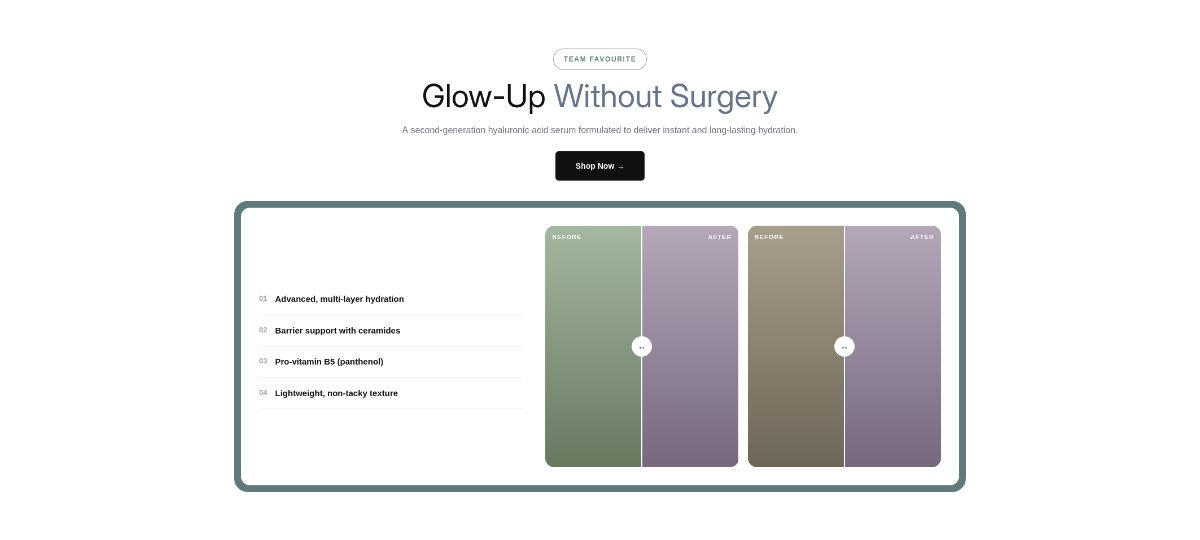 TEAM FAVOURITE
Glow-Up Without Surgery
A second-generation hyaluronic acid serum formulated to deliver instant and long-lasting hydration.
Shop Now →
01 Advanced, multi-layer hydration
02 Barrier support with ceramides
03 Pro-vitamin B5 (panthenol)
04 Lightweight, non-tacky texture
BEFORE AFTER
BEFORE AFTER